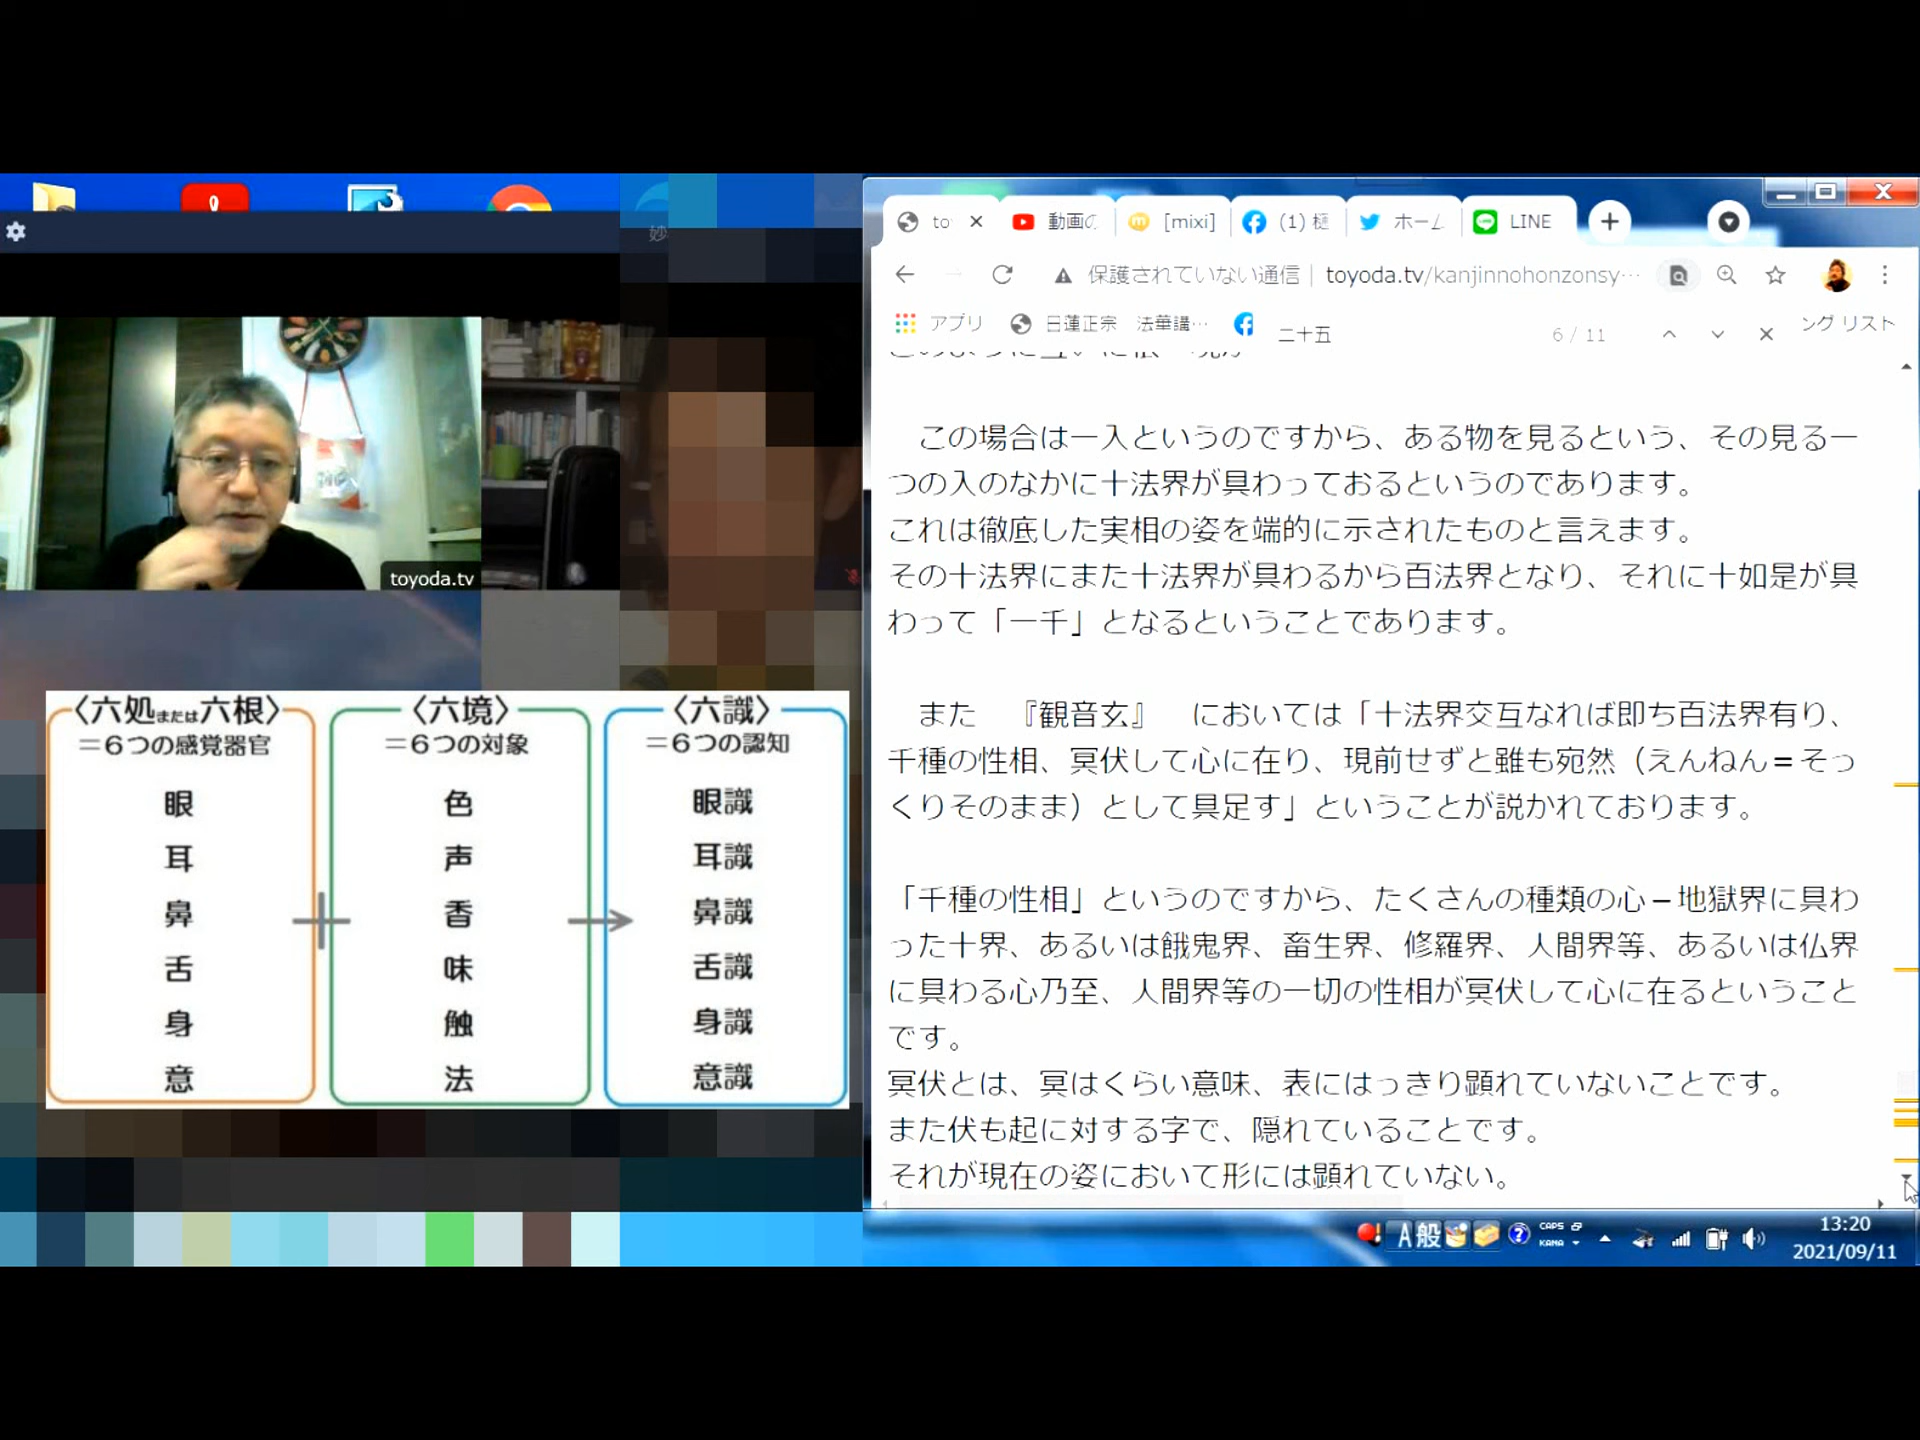 妙
toyoda.tv
〈六処または六根〉
＝６つの感覚器官
眼
耳
鼻
舌
身
意
＋
〈六境〉
＝６つの対象
色
声
香
味
触
法
→
〈六識〉
＝６つの認知
眼識
耳識
鼻識
舌識
身識
意識
to
動画の
[mixi]
(1) 樋
ホーム
LINE
保護されていない通信 | toyoda.tv/kanjinnohonzonsy…
アプリ
日蓮正宗 法華講…
ング リスト
二十五
6 / 11
この場合は一入というのですから、ある物を見るという、その見る一
つの入のなかに十法界が具わっておるというのであります。
これは徹底した実相の姿を端的に示されたものと言えます。
その十法界にまた十法界が具わるから百法界となり、それに十如是が具
わって「一千」となるということであります。
また 『観音玄』 においては「十法界交互なれば即ち百法界有り、
千種の性相、冥伏して心に在り、現前せずと雖も宛然（えんねん＝そっ
くりそのまま）として具足す」ということが説かれております。
「千種の性相」というのですから、たくさんの種類の心－地獄界に具わ
った十界、あるいは餓鬼界、畜生界、修羅界、人間界等、あるいは仏界
に具わる心乃至、人間界等の一切の性相が冥伏して心に在るということ
です。
冥伏とは、冥はくらい意味、表にはっきり顕れていないことです。
また伏も起に対する字で、隠れていることです。
それが現在の姿において形には顕れていない。
A 般
CAPS
KANA
13:20
2021/09/11